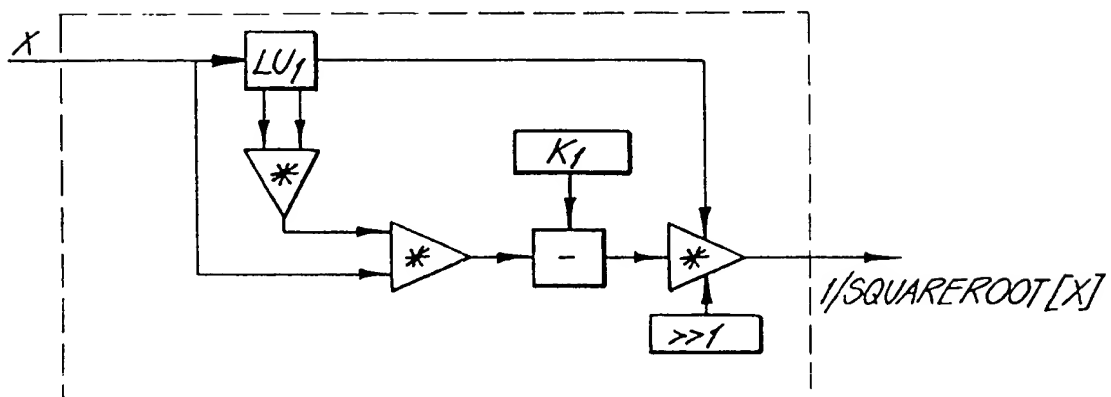 X
LU1
*
K1
*
-
*
1/SQUAREROOT[X]
>>1